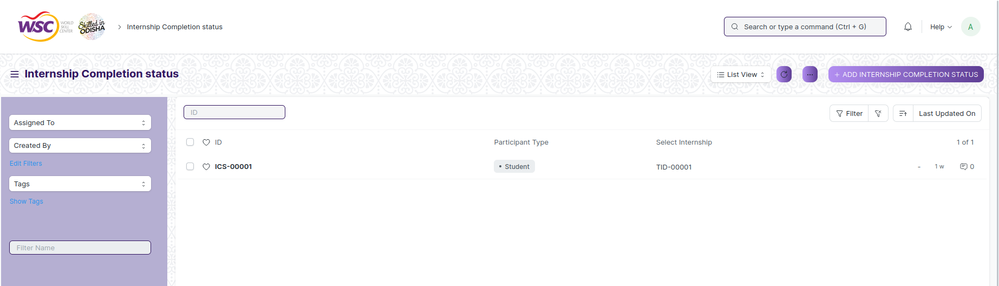 WSC WORLD SKILL CENTER
Skilled in ODISHA
Internship Completion status
Search or type a command (Ctrl + G)
Help
A
Internship Completion status
List View
+ ADD INTERNSHIP COMPLETION STATUS
Assigned To
Created By
Edit Filters
Tags
Show Tags
Filter Name
ID
Filter
Last Updated On
ID Participant Type Select Internship 1 of 1
ICS-00001 • Student TID-00001 - 1 w 0